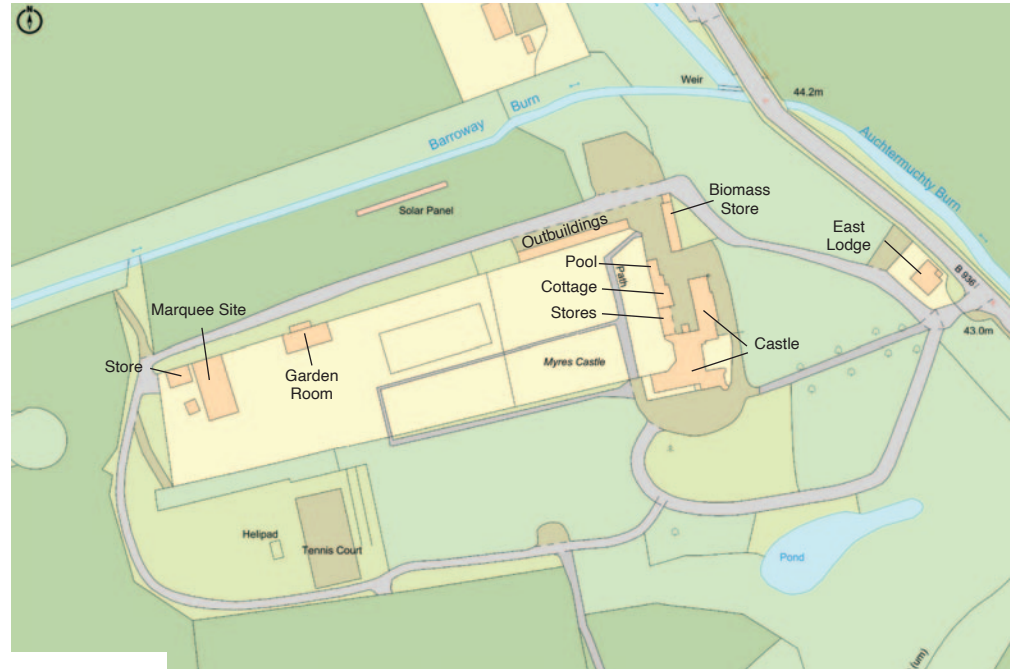 Weir
44.2m
Barroway Burn
Auchtermuchty Burn
Solar Panel
Biomass
Store
Outbuildings
East
Lodge
B 936
Pool
Path
Cottage
Marquee Site
Stores
43.0m
Castle
Store
Garden
Room
Myres Castle
Helipad
Tennis Court
Pond
(um)